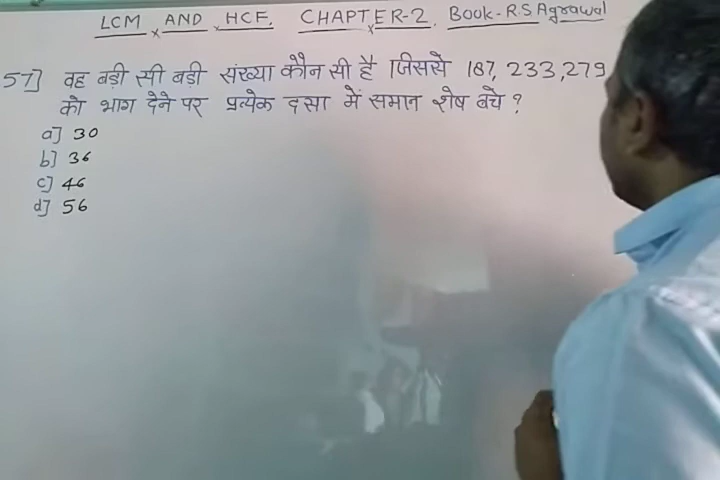 LCM AND HCF. CHAPTER-2 Book-R.S Agrawal
57] वह बड़ी सी बड़ी संख्या कौन सी है जिससे 187, 233, 279
को भाग देने पर प्रत्येक दसा में समान शेष बचे ?
a] 30
b] 36
c] 46
d] 56